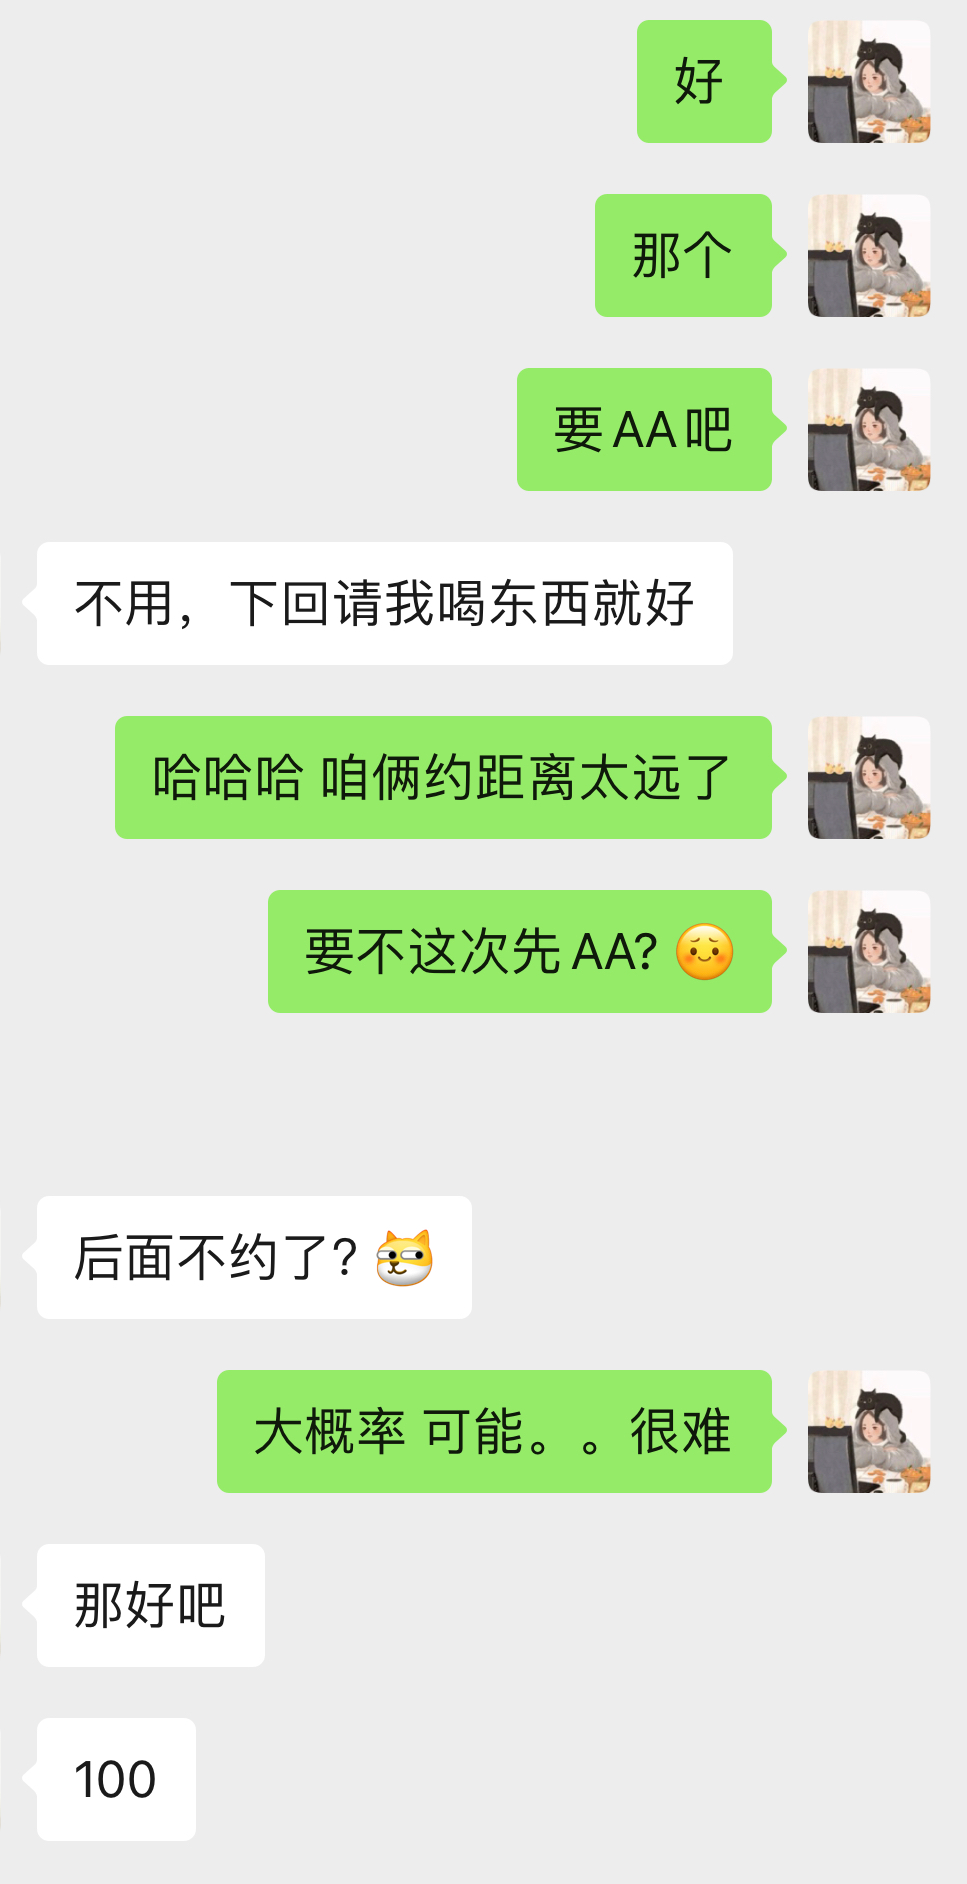 好
那个
要AA吧
不用，下回请我喝东西就好
哈哈哈 咱俩约距离太远了
要不这次先AA?
后面不约了?
大概率 可能。。很难
那好吧
100